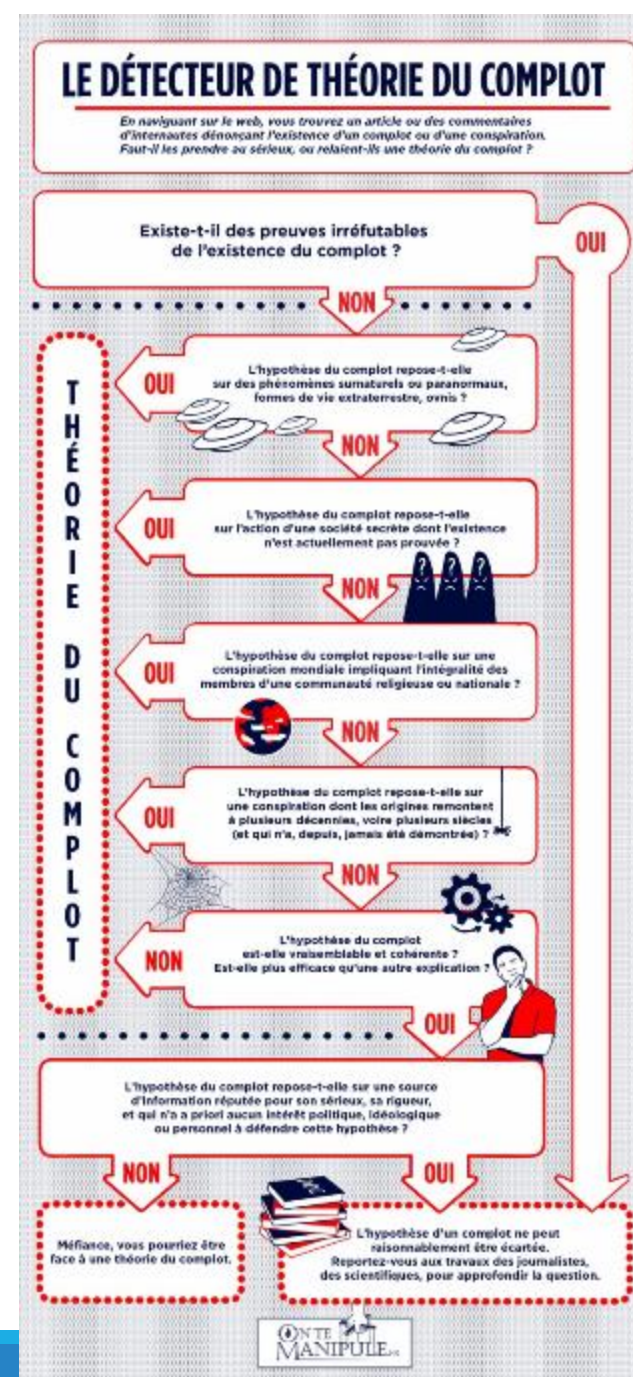 LE DÉTECTEUR DE THÉORIE DU COMPLOT
En naviguant sur le web, vous trouvez un article ou des commentaires
d'internautes dénonçant l'existence d'un complot ou d'une conspiration.
Faut-il les prendre au sérieux, ou relaient-ils une théorie du complot ?
Existe-t-il des preuves irréfutables
de l'existence du complot ?
OUI
NON
THÉORIE DU COMPLOT
L'hypothèse du complot repose-t-elle
sur des phénomènes surnaturels ou paranormaux,
formes de vie extraterrestre, ovnis ?
OUI
NON
L'hypothèse du complot repose-t-elle
sur l'action d'une société secrète dont l'existence
n'est actuellement pas prouvée ?
OUI
? ? ?
NON
L'hypothèse du complot repose-t-elle sur une
conspiration mondiale impliquant l'intégralité des
membres d'une communauté religieuse ou nationale ?
OUI
NON
L'hypothèse du complot repose-t-elle sur
une conspiration dont les origines remontent
à plusieurs décennies, voire plusieurs siècles
(et qui n'a, depuis, jamais été démontrée) ?
OUI
NON
L'hypothèse du complot
est-elle vraisemblable et cohérente ?
Est-elle plus efficace qu'une autre explication ?
NON
OUI
L'hypothèse du complot repose-t-elle sur une source
d'information réputée pour son sérieux, sa rigueur,
et qui n'a a priori aucun intérêt politique, idéologique
ou personnel à défendre cette hypothèse ?
NON
OUI
Méfiance, vous pourriez être
face à une théorie du complot.
L'hypothèse d'un complot ne peut
raisonnablement être écartée.
Reportez-vous aux travaux des journalistes,
des scientifiques, pour approfondir la question.
ON TE
MANIPULE